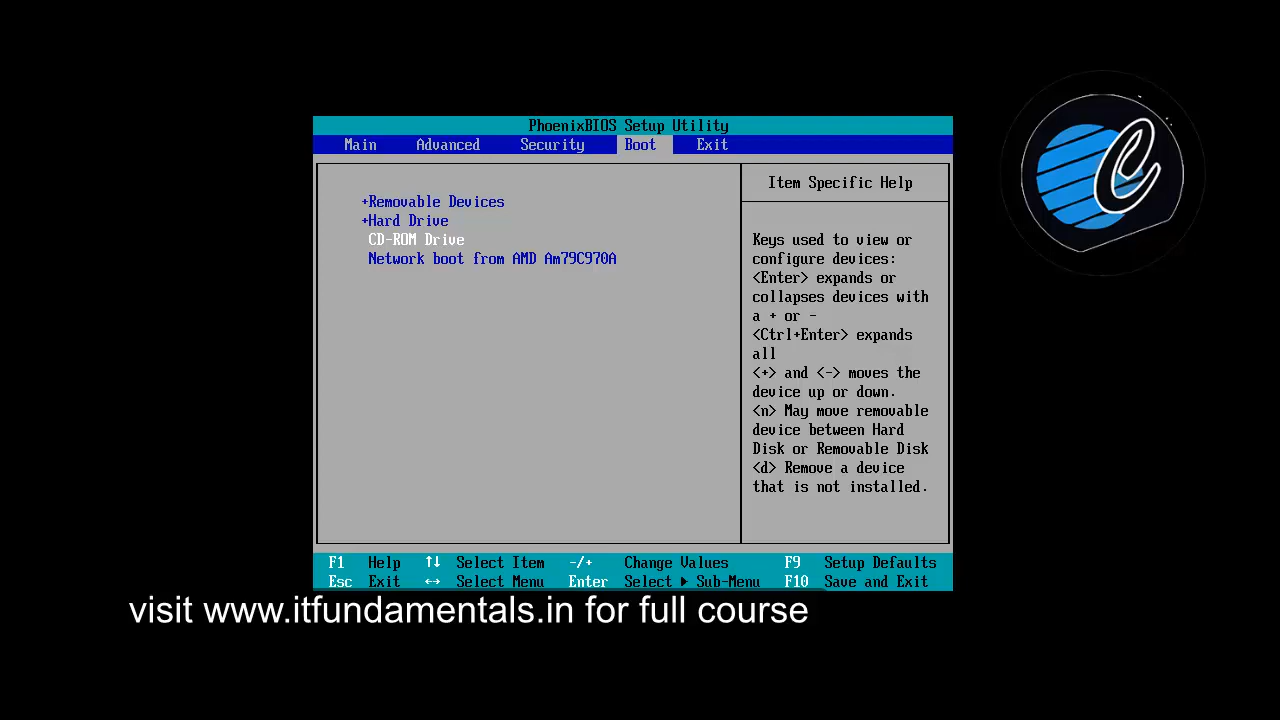 PhoenixBIOS Setup Utility
Main Advanced Security Boot Exit
+Removable Devices
+Hard Drive
CD-ROM Drive
Network boot from AMD Am79C970A
Item Specific Help
Keys used to view or
configure devices:
<Enter> expands or
collapses devices with
a + or -
<Ctrl+Enter> expands
all
<+> and <-> moves the
device up or down.
<n> May move removable
device between Hard
Disk or Removable Disk
<d> Remove a device
that is not installed.
F1 Help ↑↓ Select Item -/+ Change Values F9 Setup Defaults
Esc Exit ↔ Select Menu Enter Select ▶ Sub-Menu F10 Save and Exit
visit www.itfundamentals.in for full course